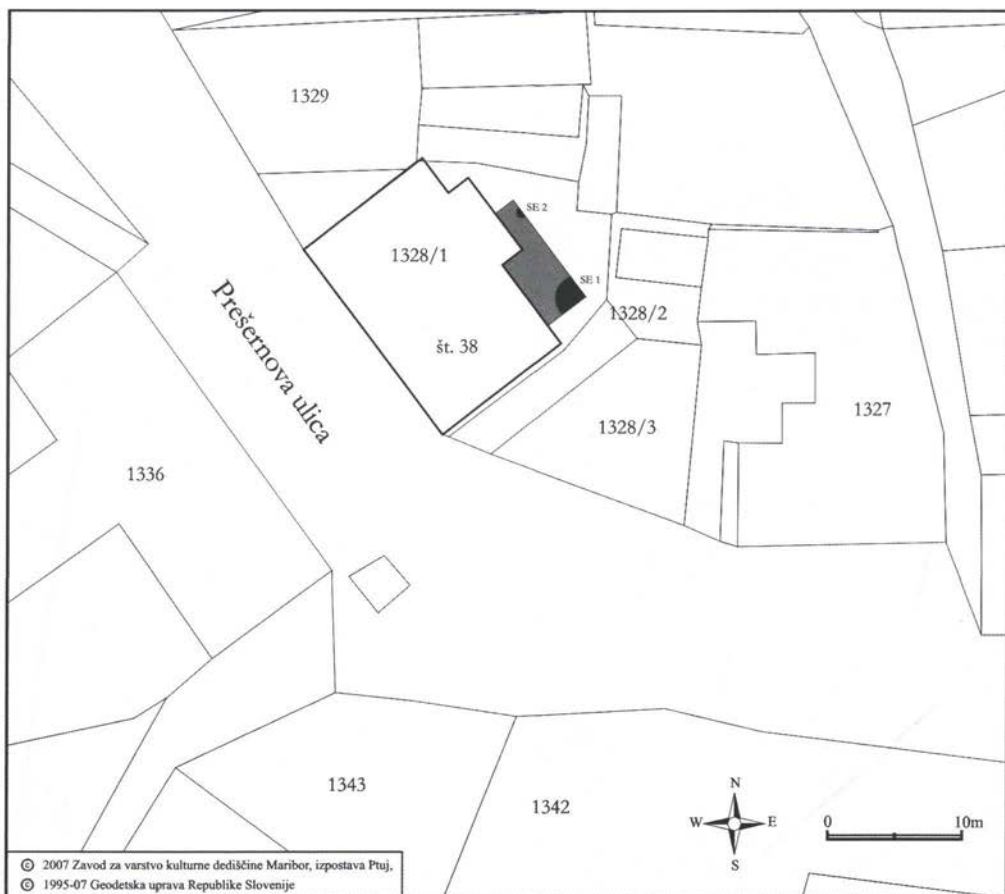 1329
SE 2
1328/1
SE 1
1328/2
Prešernova ulica
št. 38
1327
1328/3
1336
1343
1342
N
W E
S
0 10m
© 2007 Zavod za varstvo kulturne dediščine Maribor, izpostava Ptuj,
© 1995-07 Geodetska uprava Republike Slovenije